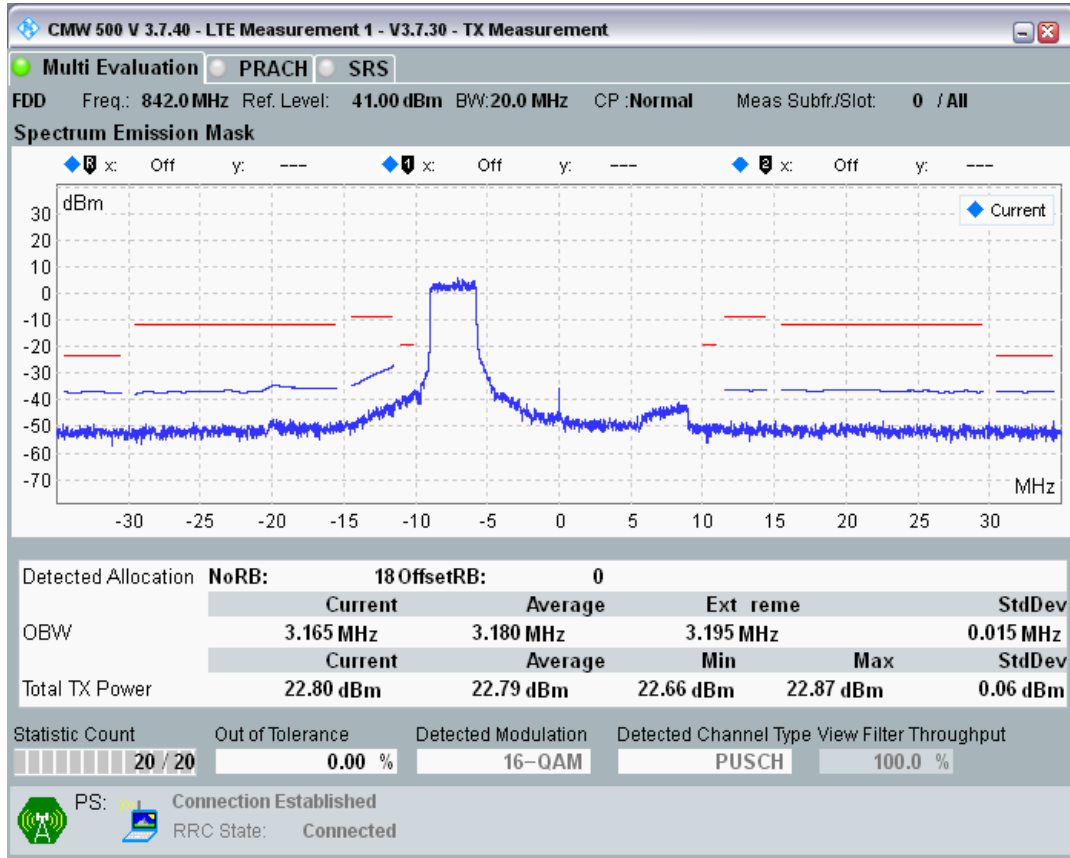 CMW 500 V 3.7.40 - LTE Measurement 1 - V3.7.30 - TX Measurement
Multi Evaluation PRACH SRS
FDD Freq.: 842.0 MHz Ref. Level: 41.00 dBm BW:20.0 MHz CP :Normal Meas Subfr./Slot: 0 / All
Spectrum Emission Mask
R x: Off y: --- 1 x: Off y: --- 2 x: Off y: ---
dBm
Current
30
20
10
0
-10
-20
-30
-40
-50
-60
-70
MHz
-30 -25 -20 -15 -10 -5 0 5 10 15 20 25 30
Detected Allocation NoRB: 18 OffsetRB: 0
Current Average Ext reme StdDev
OBW 3.165 MHz 3.180 MHz 3.195 MHz 0.015 MHz
Current Average Min Max StdDev
Total TX Power 22.80 dBm 22.79 dBm 22.66 dBm 22.87 dBm 0.06 dBm
Statistic Count Out of Tolerance Detected Modulation Detected Channel Type View Filter Throughput
20 / 20 0.00 % 16-QAM PUSCH 100.0 %
PS: Connection Established
RRC State: Connected